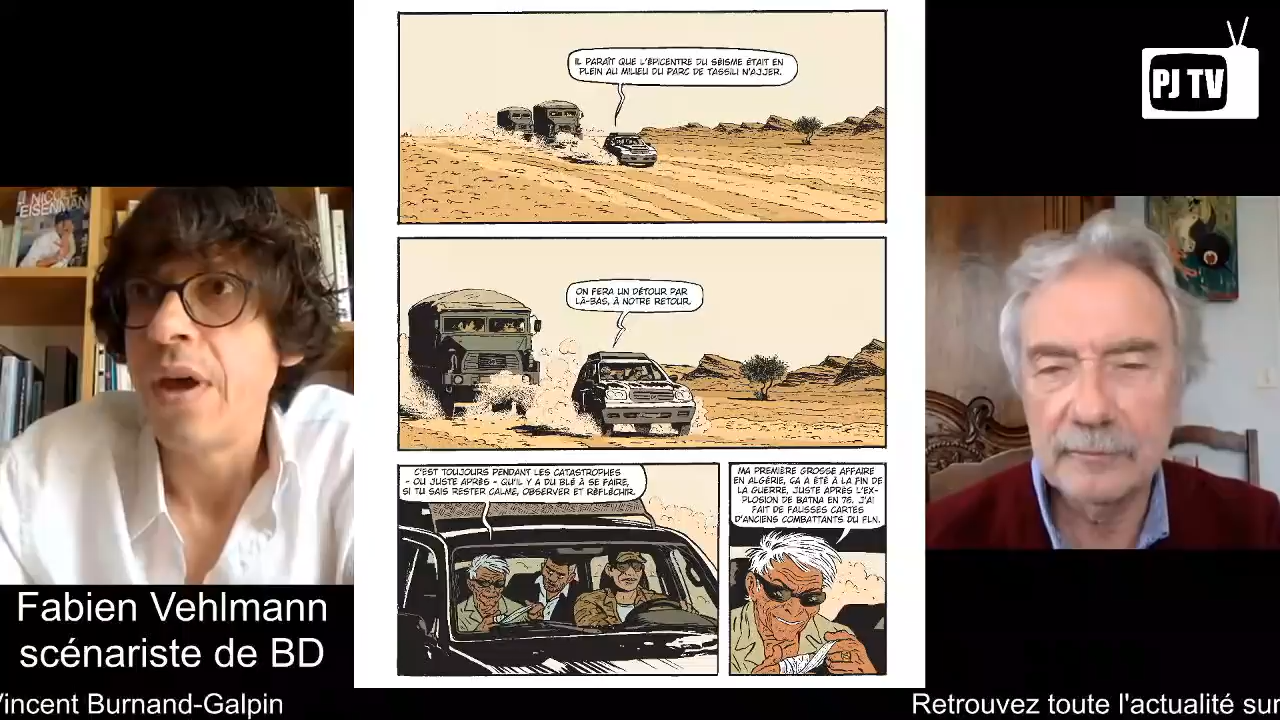 IL PARAÎT QUE L'ÉPICENTRE DU SÉISME ÉTAIT EN
PLEIN AU MILIEU DU PARC DE TASSILI N'AJJER.
PJ TV
NICOLE
EISENMAN
ON FERA UN DÉTOUR PAR
LÀ-BAS, À NOTRE RETOUR.
C'EST TOUJOURS PENDANT LES CATASTROPHES
- OU JUSTE APRÈS - QU'IL Y A DU BLÉ À SE FAIRE,
SI TU SAIS RESTER CALME, OBSERVER ET RÉFLÉCHIR.
MA PREMIÈRE GROSSE AFFAIRE
EN ALGÉRIE, ÇA A ÉTÉ À LA FIN DE
LA GUERRE, JUSTE APRÈS L'EX-
PLOSION DE BATNA EN 76. J'AI
FAIT DE FAUSSES CARTES
D'ANCIENS COMBATTANTS DU FLN.
Fabien Vehlmann
scénariste de BD
Vincent Burnand-Galpin
Retrouvez toute l'actualité sur